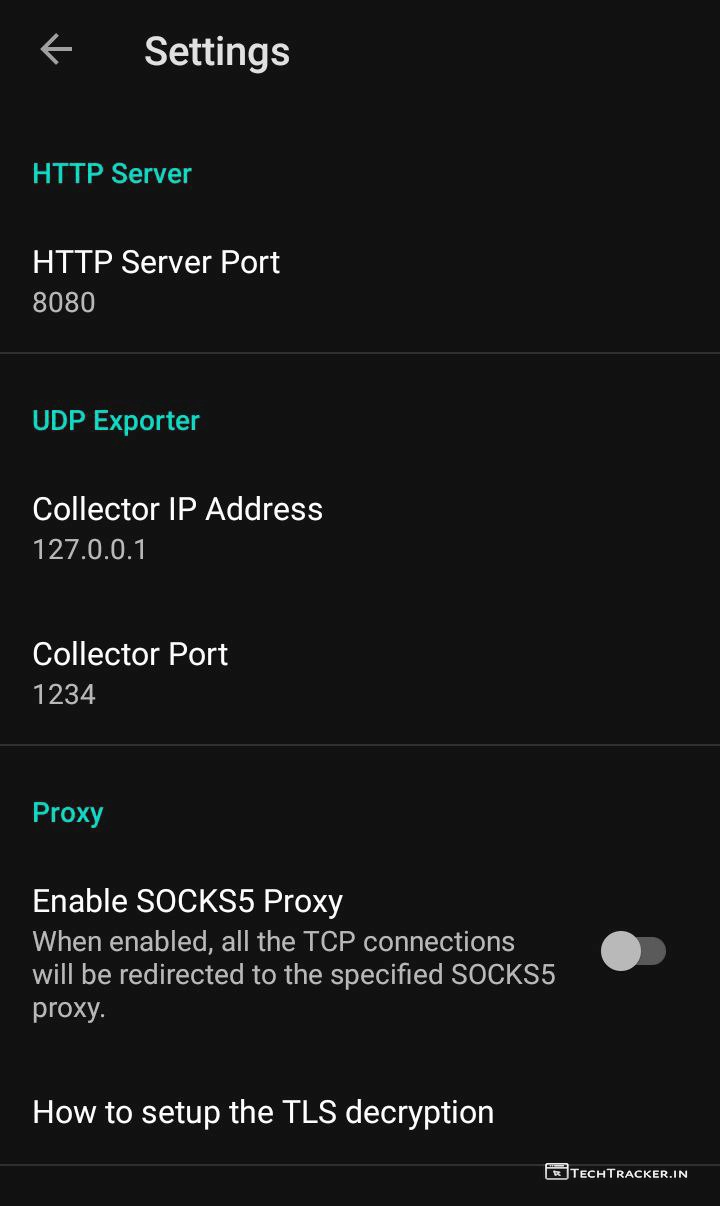 Settings
HTTP Server
HTTP Server Port
8080
UDP Exporter
Collector IP Address
127.0.0.1
Collector Port
1234
Proxy
Enable SOCKS5 Proxy
When enabled, all the TCP connections
will be redirected to the specified SOCKS5
proxy.
How to setup the TLS decryption
TECHTRACKER.IN